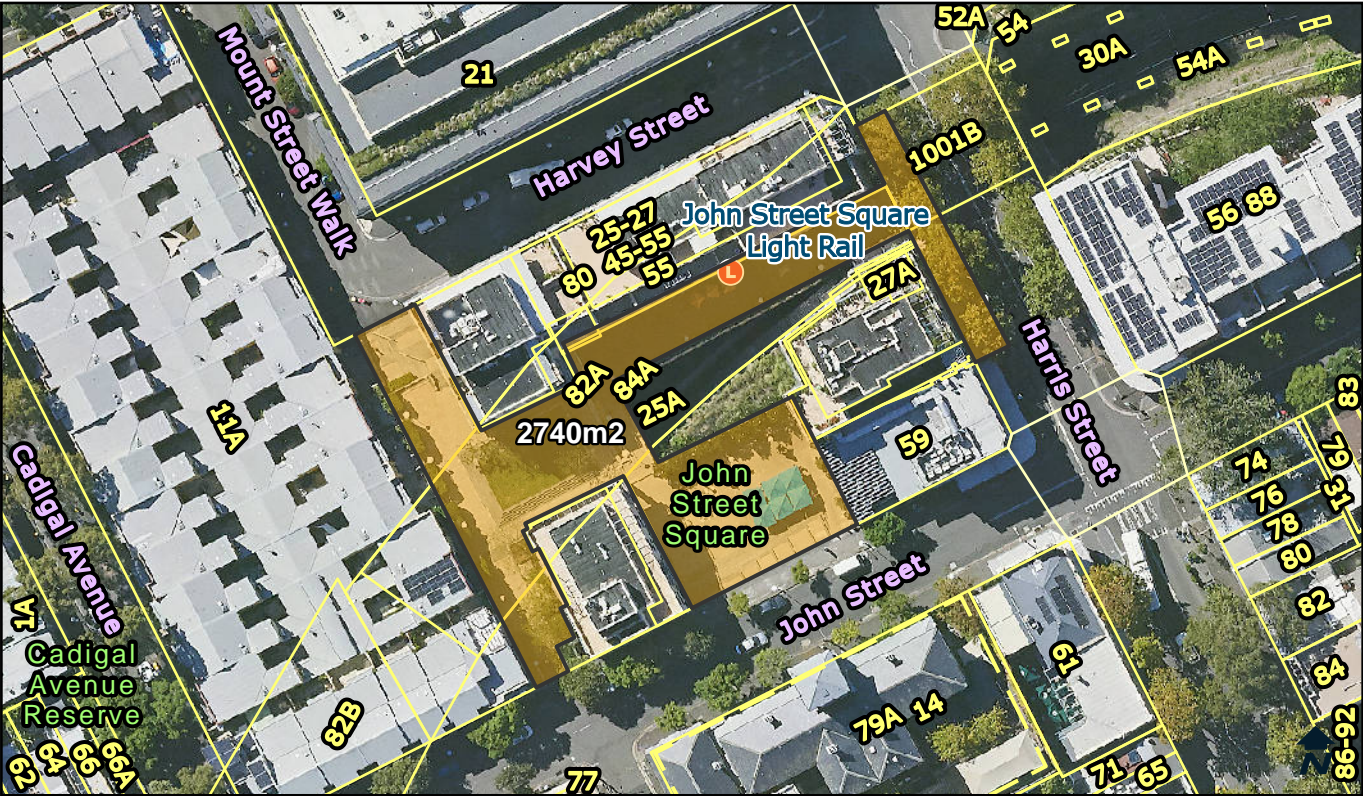 52A
54
30A
54A
21
Mount Street Walk
Harvey Street
1001B
56 88
25-27
45-55
55
80
John Street Square
Light Rail
L
27A
82A
84A
25A
11A
2740m2
Harris Street
83
59
John
Street
Square
74
79
76
31
78
80
Cadigal Avenue
John Street
82
1A
Cadigal
Avenue
Reserve
61
84
82B
79A 14
62
64
66
66A
77
71
65
86-92
N